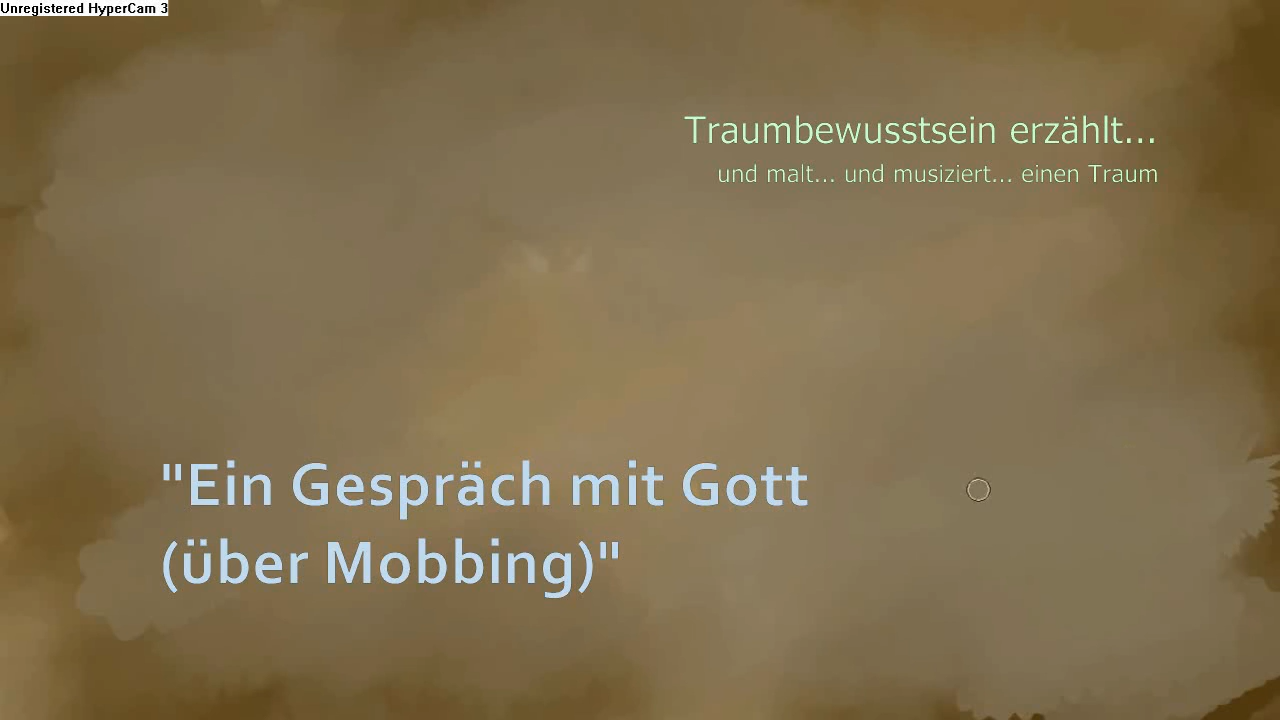 Unregistered HyperCam 3
Traumbewusstsein erzählt...
und malt... und musiziert... einen Traum
"Ein Gespräch mit Gott
(über Mobbing)"